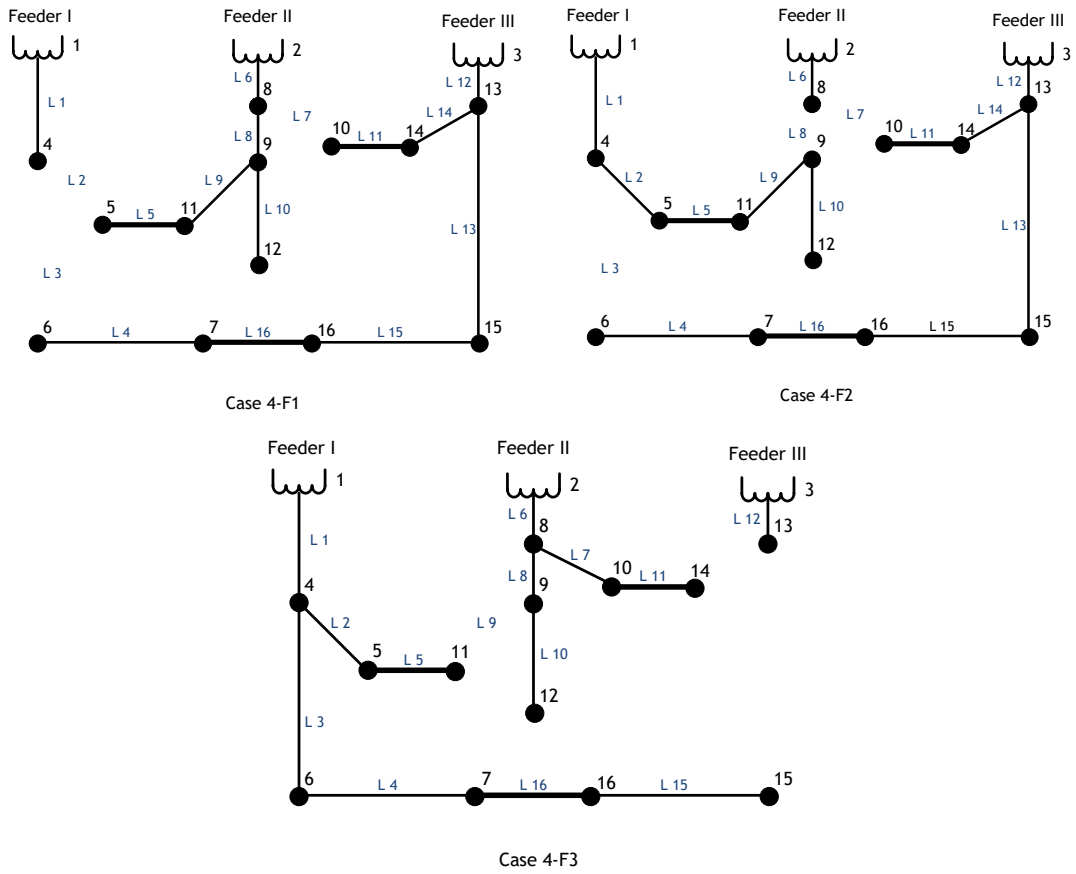 Feeder I
1
L 1
4
L 2
5
L 5
11
L 3
6
L 4
7
L 16
16
L 15
15
Feeder II
2
L 6
8
L 7
L 8
9
L 9
L 10
12
Feeder III
3
L 12
13
L 14
10
L 11
14
L 13
Case 4-F1
Feeder I
1
L 1
4
L 2
5
L 5
11
L 3
6
L 4
7
L 16
16
L 15
15
Feeder II
2
L 6
8
L 7
L 8
9
L 9
L 10
12
Feeder III
3
L 12
13
L 14
10
L 11
14
L 13
Case 4-F2
Feeder I
1
L 1
4
L 2
5
L 5
11
L 3
6
L 4
7
L 16
16
L 15
15
Feeder II
2
L 6
8
L 7
10
L 11
14
L 8
9
L 9
L 10
12
Feeder III
3
L 12
13
Case 4-F3